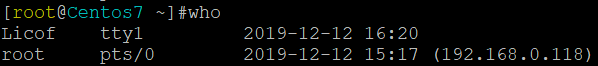 [root@Centos7 ~]#who
Licof    tty1         2019-12-12 16:20
root     pts/0        2019-12-12 15:17 (192.168.0.118)